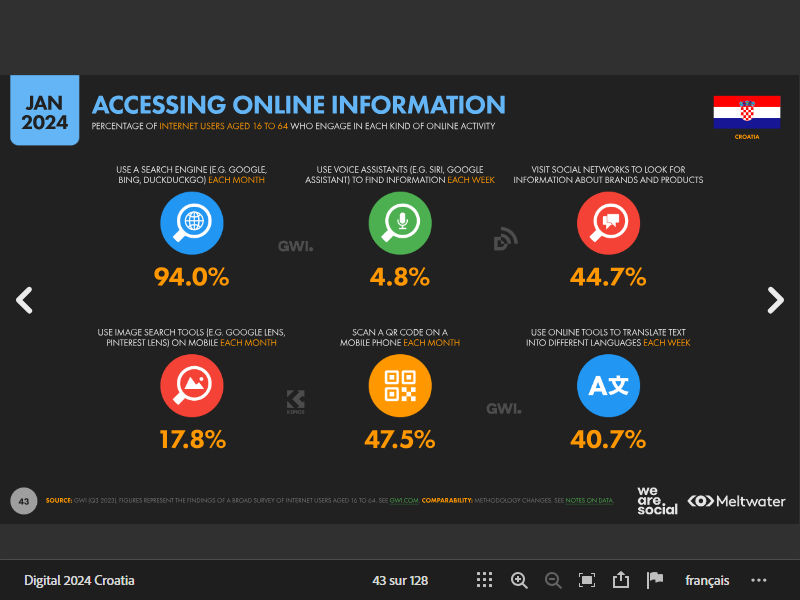 JAN
2024
ACCESSING ONLINE INFORMATION
PERCENTAGE OF INTERNET USERS AGED 16 TO 64 WHO ENGAGE IN EACH KIND OF ONLINE ACTIVITY
CROATIA
USE A SEARCH ENGINE (E.G. GOOGLE,
BING, DUCKDUCKGO) EACH MONTH
94.0%
USE VOICE ASSISTANTS (E.G. SIRI, GOOGLE
ASSISTANT) TO FIND INFORMATION EACH WEEK
4.8%
VISIT SOCIAL NETWORKS TO LOOK FOR
INFORMATION ABOUT BRANDS AND PRODUCTS
44.7%
GWI.
USE IMAGE SEARCH TOOLS (E.G. GOOGLE LENS,
PINTEREST LENS) ON MOBILE EACH MONTH
17.8%
SCAN A QR CODE ON A
MOBILE PHONE EACH MONTH
47.5%
USE ONLINE TOOLS TO TRANSLATE TEXT
INTO DIFFERENT LANGUAGES EACH WEEK
A文
40.7%
KEPIOS
GWI.
43
SOURCE: GWI (Q3 2023). FIGURES REPRESENT THE FINDINGS OF A BROAD SURVEY OF INTERNET USERS AGED 16 TO 64. SEE GWI.COM. COMPARABILITY: METHODOLOGY CHANGES. SEE NOTES ON DATA.
we
are.
social
Meltwater
Digital 2024 Croatia
43 sur 128
français